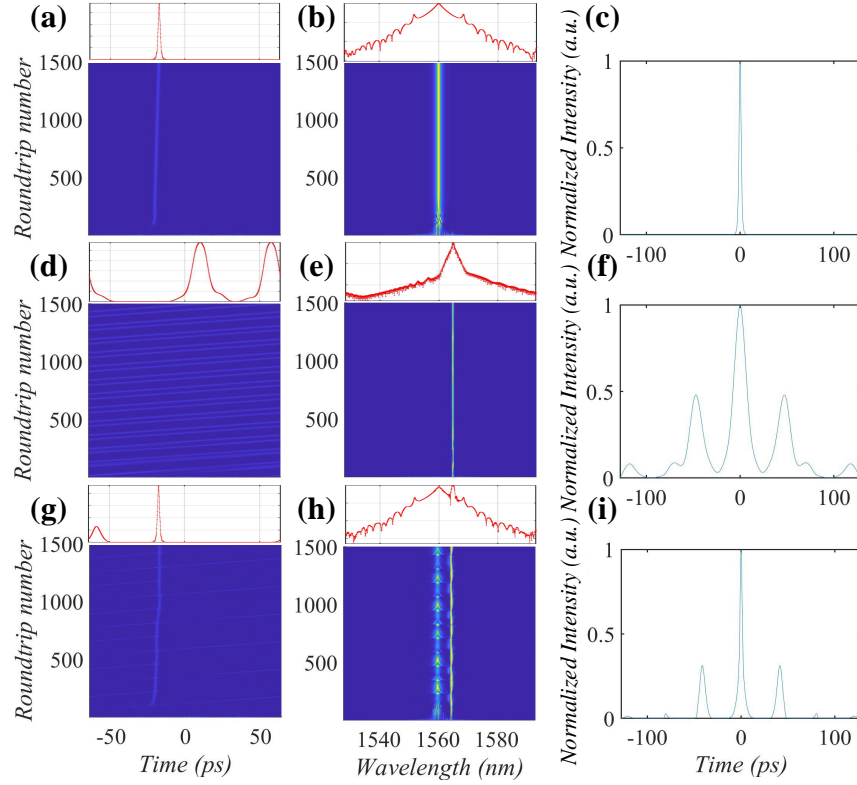 (a) (b) (c)
1500
1000
500
Roundtrip number
1
0.5
0
Normalized Intensity (a.u.)
-100 0 100
(d) (e) (f)
1500
1000
500
Roundtrip number
1
0.5
0
Normalized Intensity (a.u.)
-100 0 100
(g) (h) (i)
1500
1000
500
Roundtrip number
1
0.5
0
Normalized Intensity (a.u.)
-50 0 50
Time (ps)
1540 1560 1580
Wavelength (nm)
-100 0 100
Time (ps)
1500
1000
500
1500
1000
500
1500
1000
500